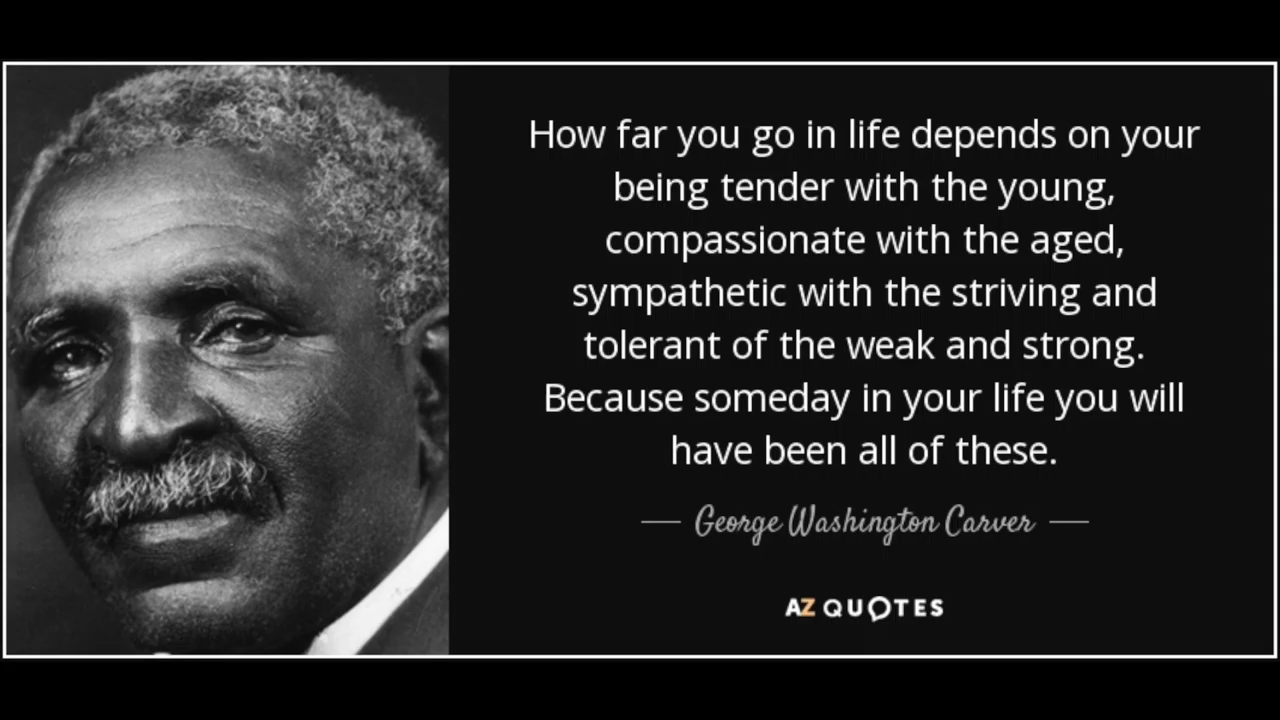 How far you go in life depends on your
being tender with the young,
compassionate with the aged,
sympathetic with the striving and
tolerant of the weak and strong.
Because someday in your life you will
have been all of these.
George Washington Carver
AZ QUOTES